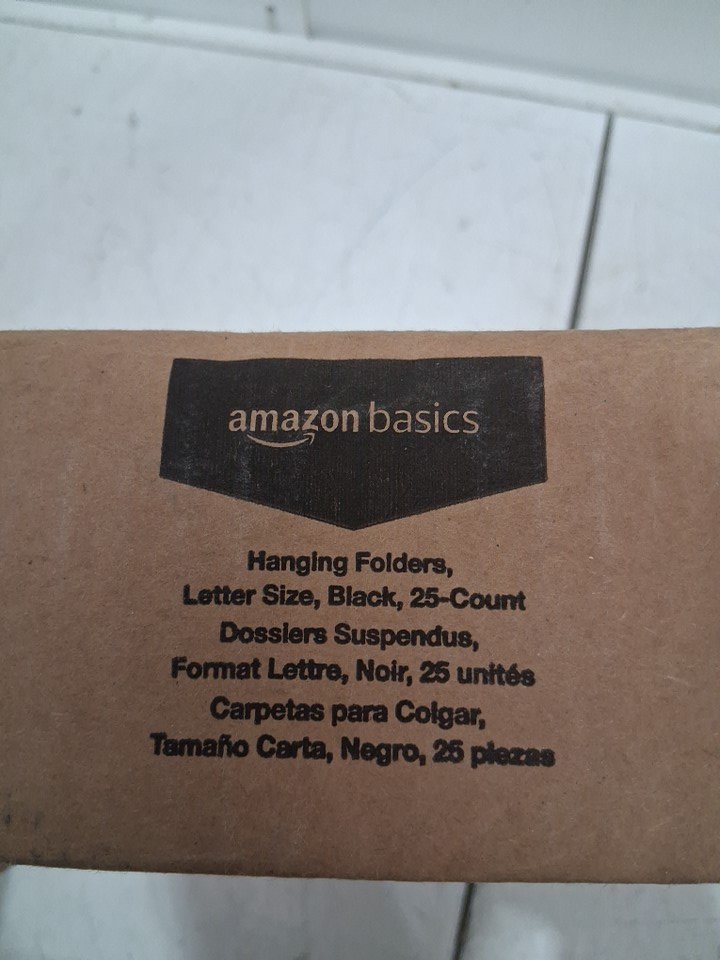 amazon basics
Hanging Folders,
Letter Size, Black, 25-Count
Dossiers Suspendus,
Format Lettre, Noir, 25 unités
Carpetas para Colgar,
Tamaño Carta, Negro, 25 piezas